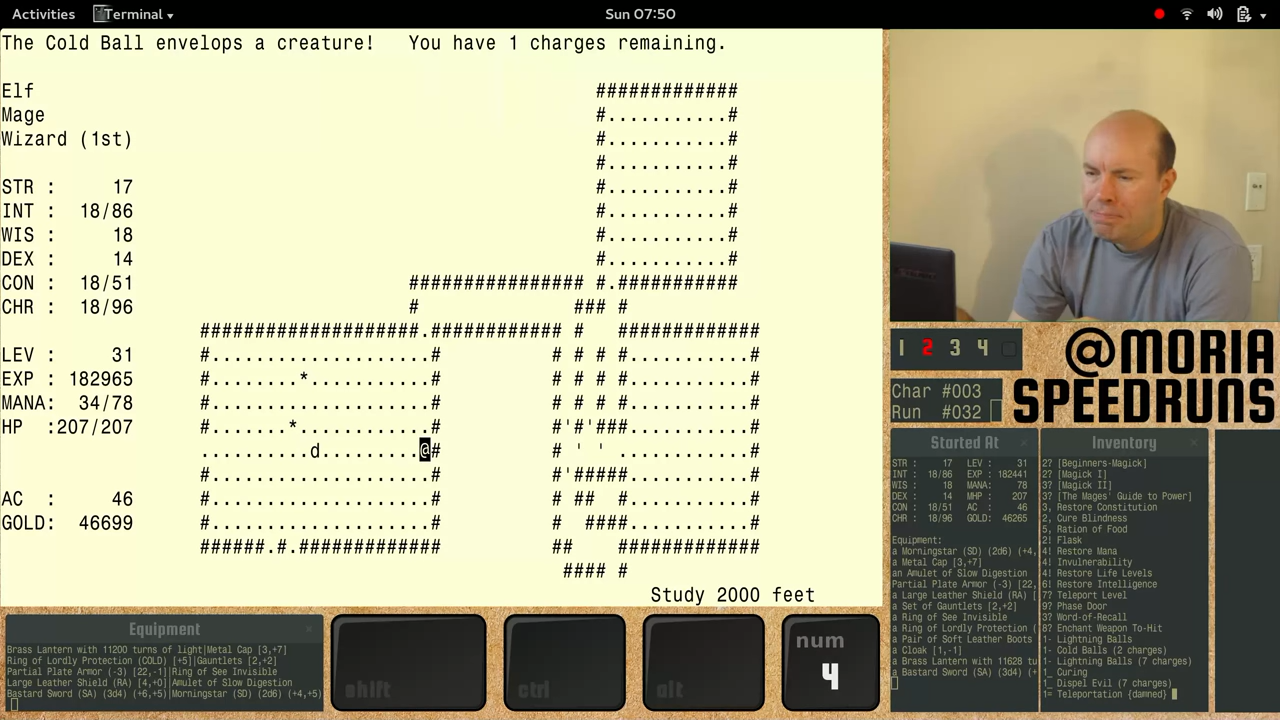 Activities Terminal Sun 07:50
The Cold Ball envelops a creature! You have 1 charges remaining.
Elf
Mage
Wizard (1st)
STR : 17
INT : 18/86
WIS : 18
DEX : 14
CON : 18/51
CHR : 18/96
LEV : 31
EXP : 182965
MANA: 34/78
HP :207/207
AC : 46
GOLD: 46699
#############
#...........#
#...........#
#...........#
#...........#
#...........#
#...........#
#...........#
################ #.###########
# ### #
####################.############ # #############
#....................# # # # #...........#
#........*...........# # # # #...........#
#....................# # # # #...........#
#.......*............# #'#'###...........#
..........d.........@# # ' ' ............#
#....................# #'#####...........#
#....................# # ## #...........#
#....................# # ####...........#
######.#.############# ## #############
#### #
Study 2000 feet
1 2 3 4
@MORIA
SPEEDRUNS
Char #003
Run #032
Equipment
Brass Lantern with 11200 turns of light|Metal Cap [3,+7]
Ring of Lordly Protection (COLD) [+5]|Gauntlets [2,+2]
Partial Plate Armor (-3) [22,-1]|Ring of See Invisible
Large Leather Shield (RA) [4,+0]|Amulet of Slow Digestion
Bastard Sword (SA) (3d4) (+6,+5)|Morningstar (SD) (2d6) (+4,+5)
shift
ctrl
alt
num
4
Started At
STR : 17 LEV : 31
INT : 18/86 EXP : 182441
WIS : 18 MANA: 78
DEX : 14 MHP : 207
CON : 18/51 AC : 46
CHR : 18/96 GOLD: 46265
Equipment:
a Morningstar (SD) (2d6) (+4,
a Metal Cap [3,+7]
an Amulet of Slow Digestion
Partial Plate Armor (-3) [22,
a Large Leather Shield (RA) [
a Set of Gauntlets [2,+2]
a Ring of See Invisible
a Ring of Lordly Protection (
a Pair of Soft Leather Boots
a Cloak [1,-1]
a Brass Lantern with 11628 tu
a Bastard Sword (SA) (3d4) (+
Inventory
2? [Beginners-Magick]
4? [Magick I]
3? [Magick II]
3? [The Mages' Guide to Power]
3, Restore Constitution
2, Cure Blindness
5, Ration of Food
2! Flask
4! Restore Mana
4! Invulnerability
4! Restore Life Levels
6! Restore Intelligence
7? Teleport Level
9? Phase Door
3? Word-of-Recall
8? Enchant Weapon To-Hit
1- Lightning Balls
1- Cold Balls (2 charges)
1- Lightning Balls (7 charges)
1_ Curing
1_ Dispel Evil (7 charges)
1= Teleportation {damned}